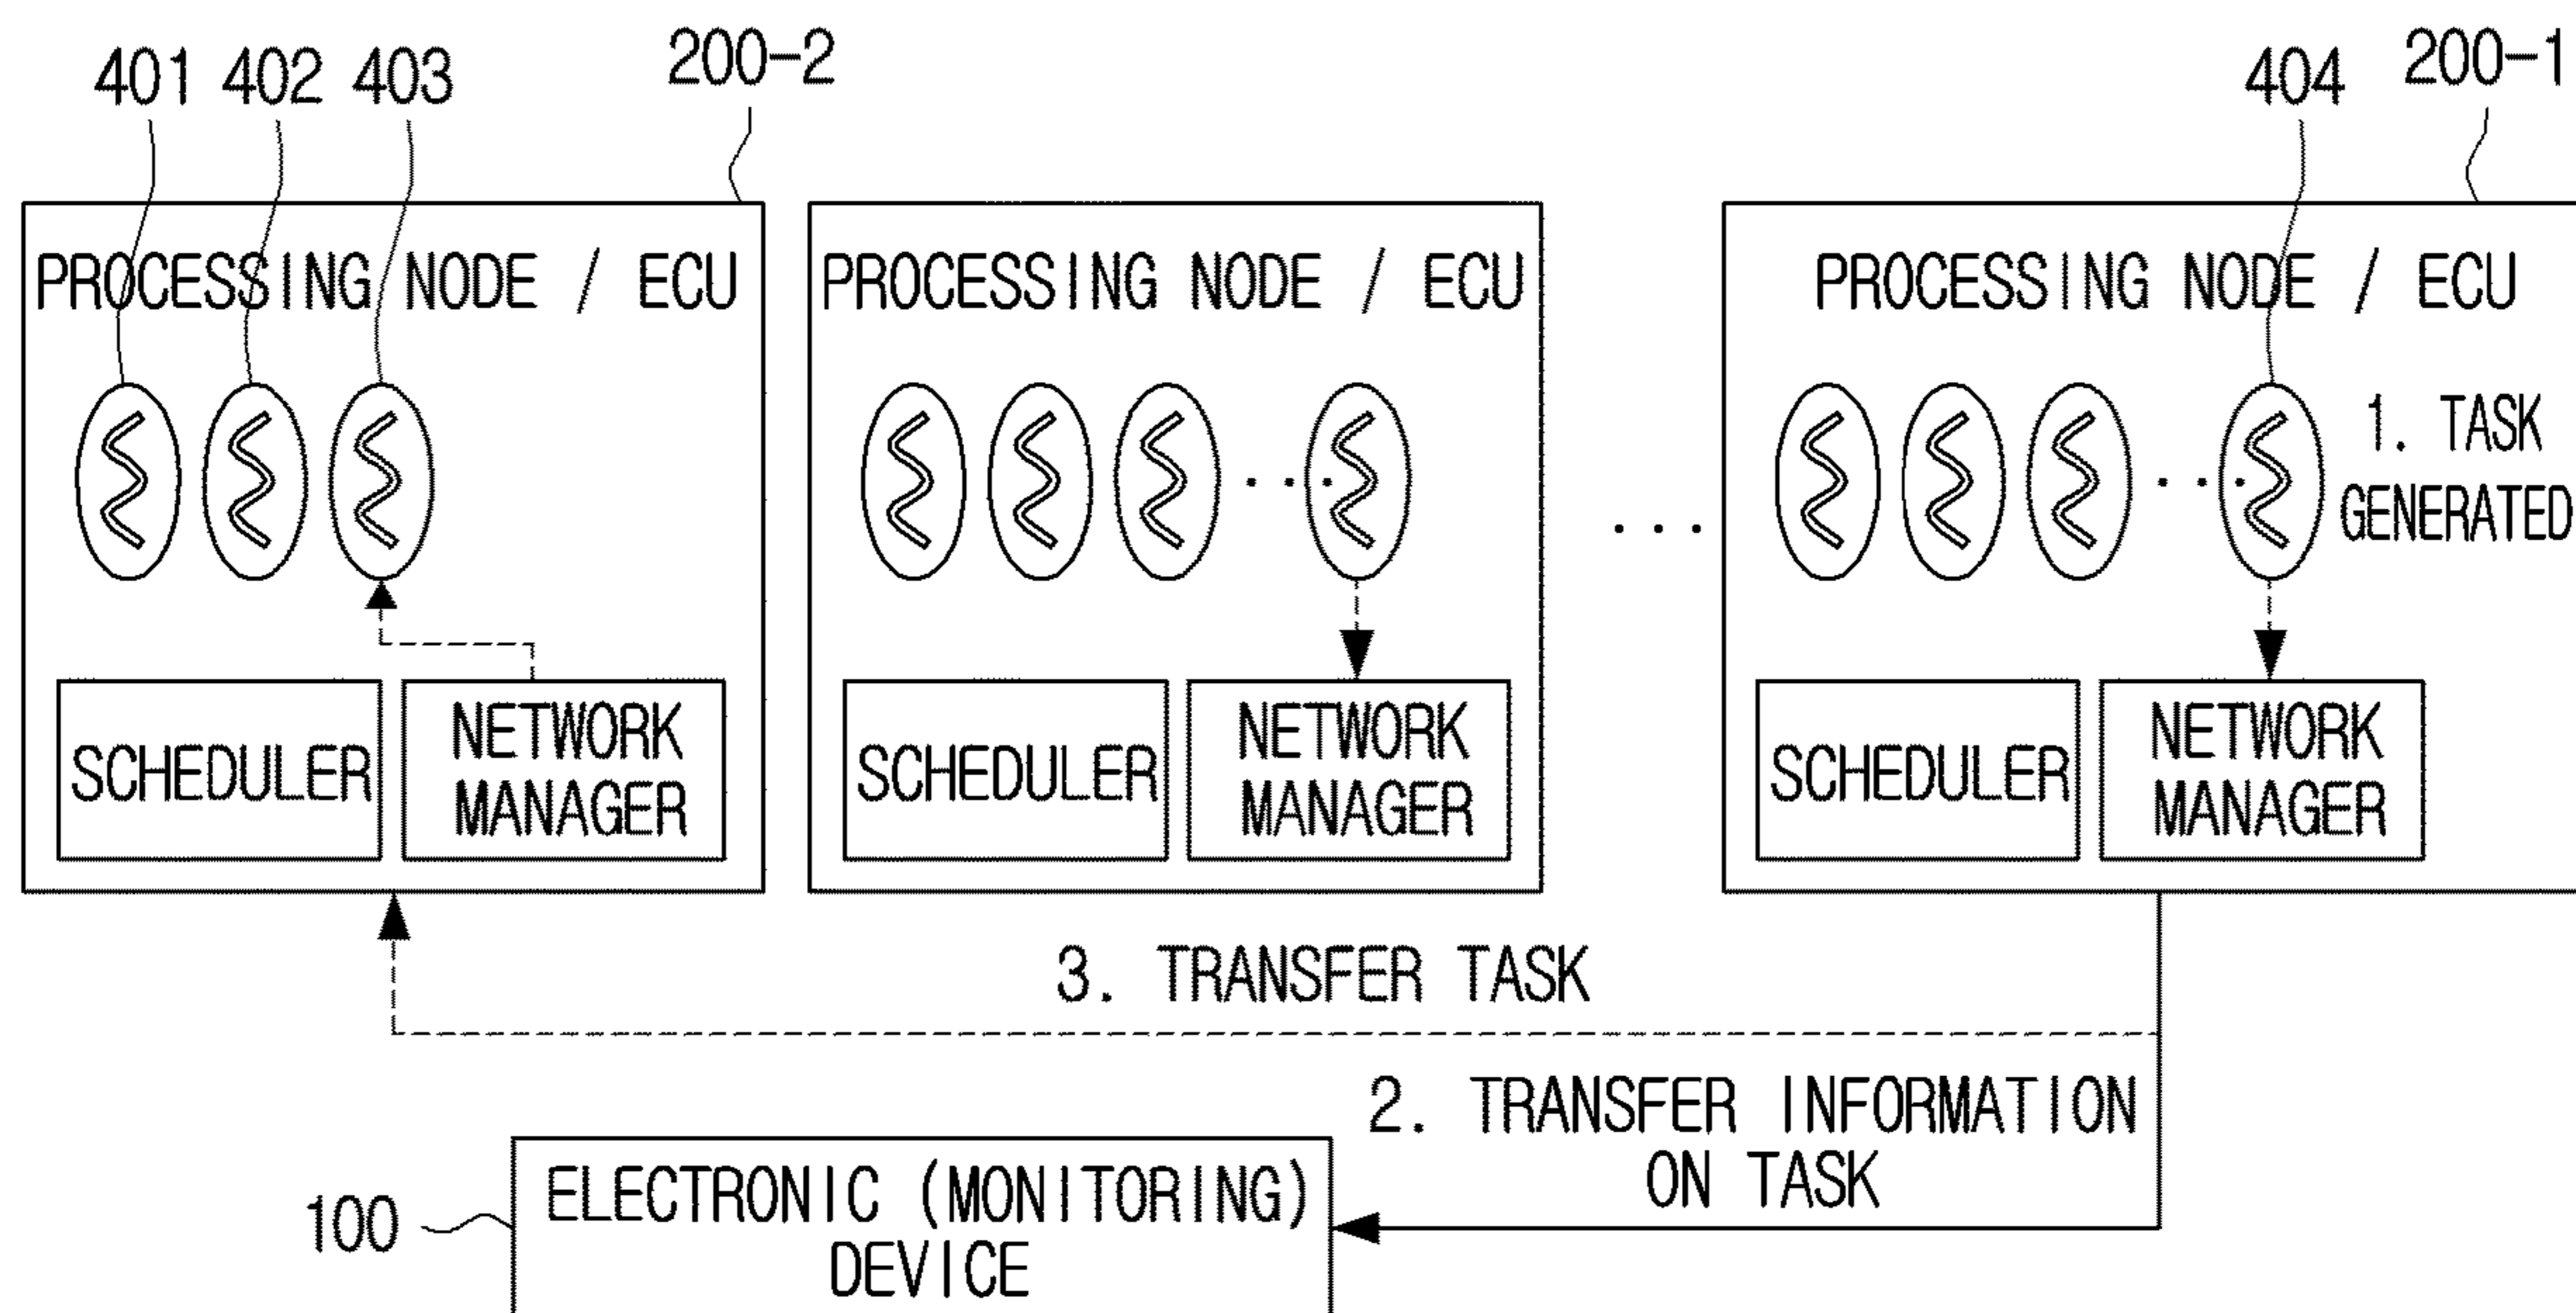 401 402 403 200-2 404 200-1
PROCESSING NODE / ECU
PROCESSING NODE / ECU
PROCESSING NODE / ECU
1. TASK
GENERATED
...
...
...
SCHEDULER
NETWORK
MANAGER
SCHEDULER
NETWORK
MANAGER
SCHEDULER
NETWORK
MANAGER
3. TRANSFER TASK
2. TRANSFER INFORMATION
ON TASK
100
ELECTRONIC (MONITORING)
DEVICE